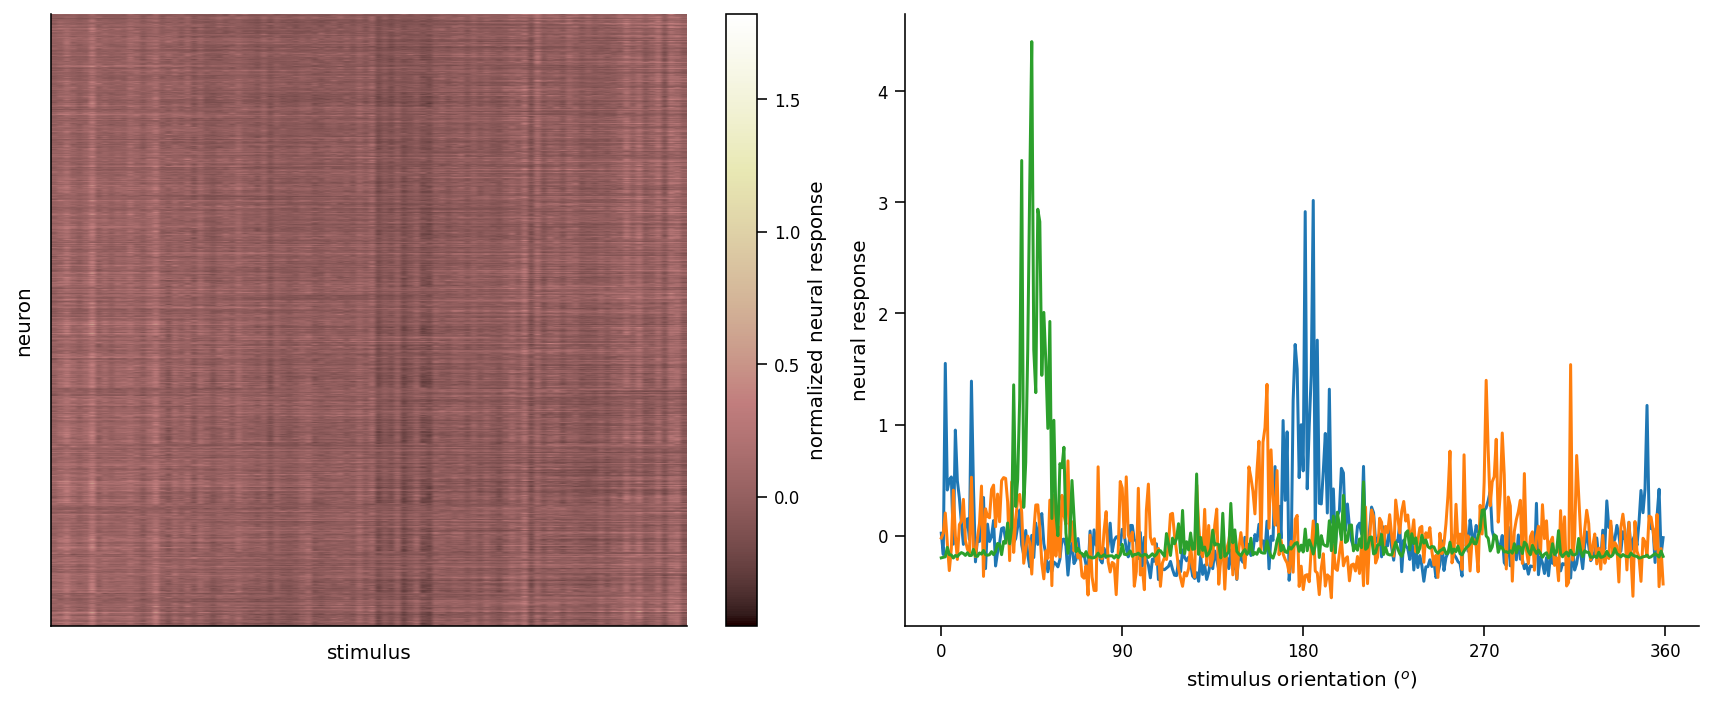 neuron
stimulus
1.5
1.0
0.5
0.0
normalized neural response
neural response
4
3
2
1
0
0 90 180 270 360
stimulus orientation (o)